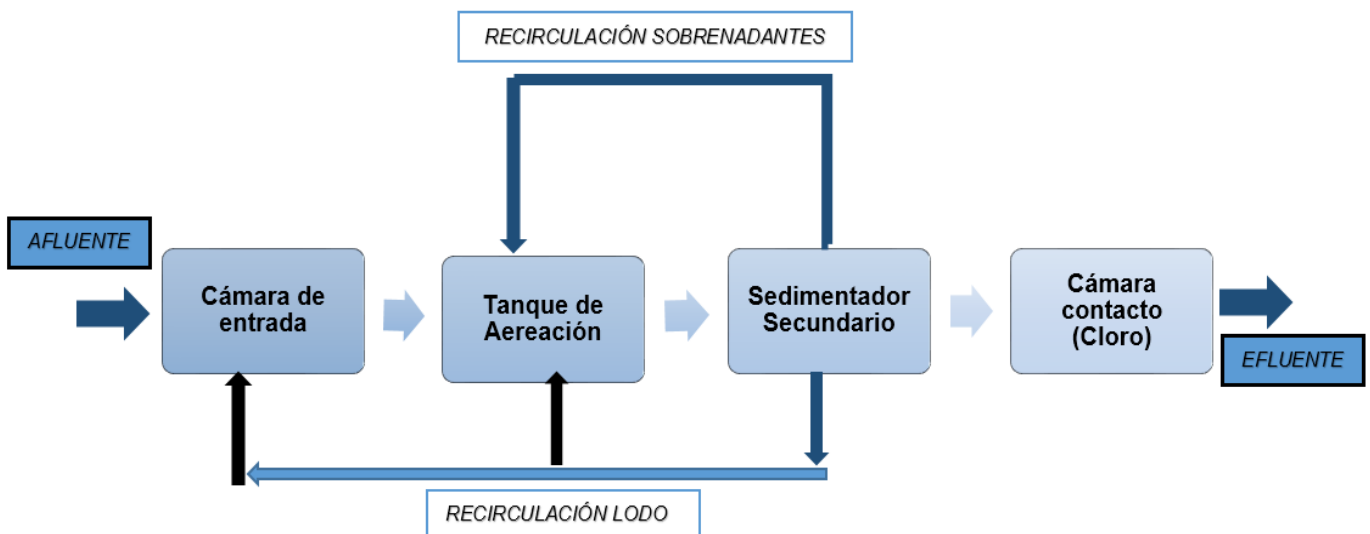 RECIRCULACIÓN SOBRENADANTES
AFLUENTE
Cámara de
entrada
Tanque de
Aereación
Sedimentador
Secundario
Cámara
contacto
(Cloro)
EFLUENTE
RECIRCULACIÓN LODO